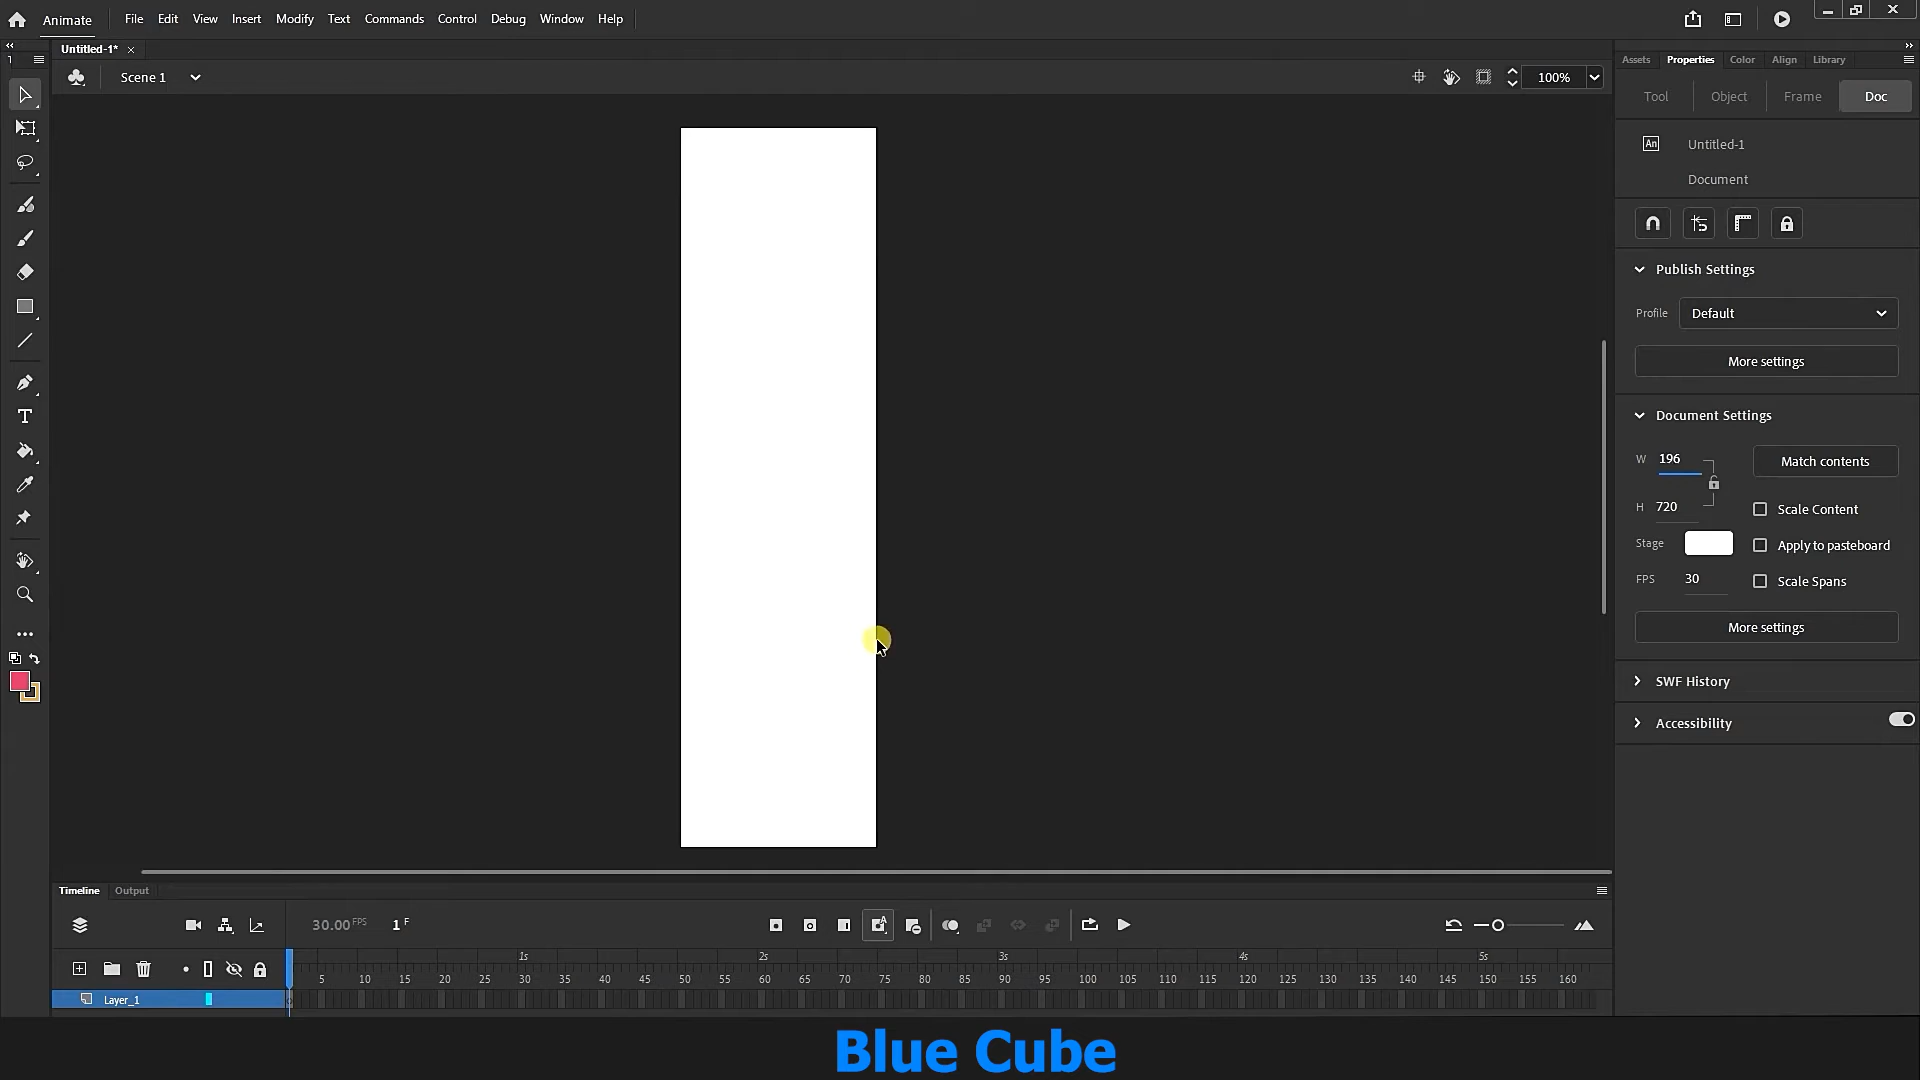 Animate File Edit View Insert Modify Text Commands Control Debug Window Help
Untitled-1*
Scene 1
100%
Assets Properties Color Align Library
Tool Object Frame Doc
An Untitled-1
Document
Publish Settings
Profile Default
More settings
Document Settings
W 196 Match contents
H 720 Scale Content
Stage Apply to pasteboard
FPS 30 Scale Spans
More settings
SWF History
Accessibility
Timeline Output
30.00 FPS 1 F
1s 2s 3s 4s 5s
5 10 15 20 25 30 35 40 45 50 55 60 65 70 75 80 85 90 95 100 105 110 115 120 125 130 135 140 145 150 155 160
Layer_1
Blue Cube